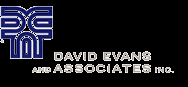 DAVID EVANS
AND ASSOCIATES INC.